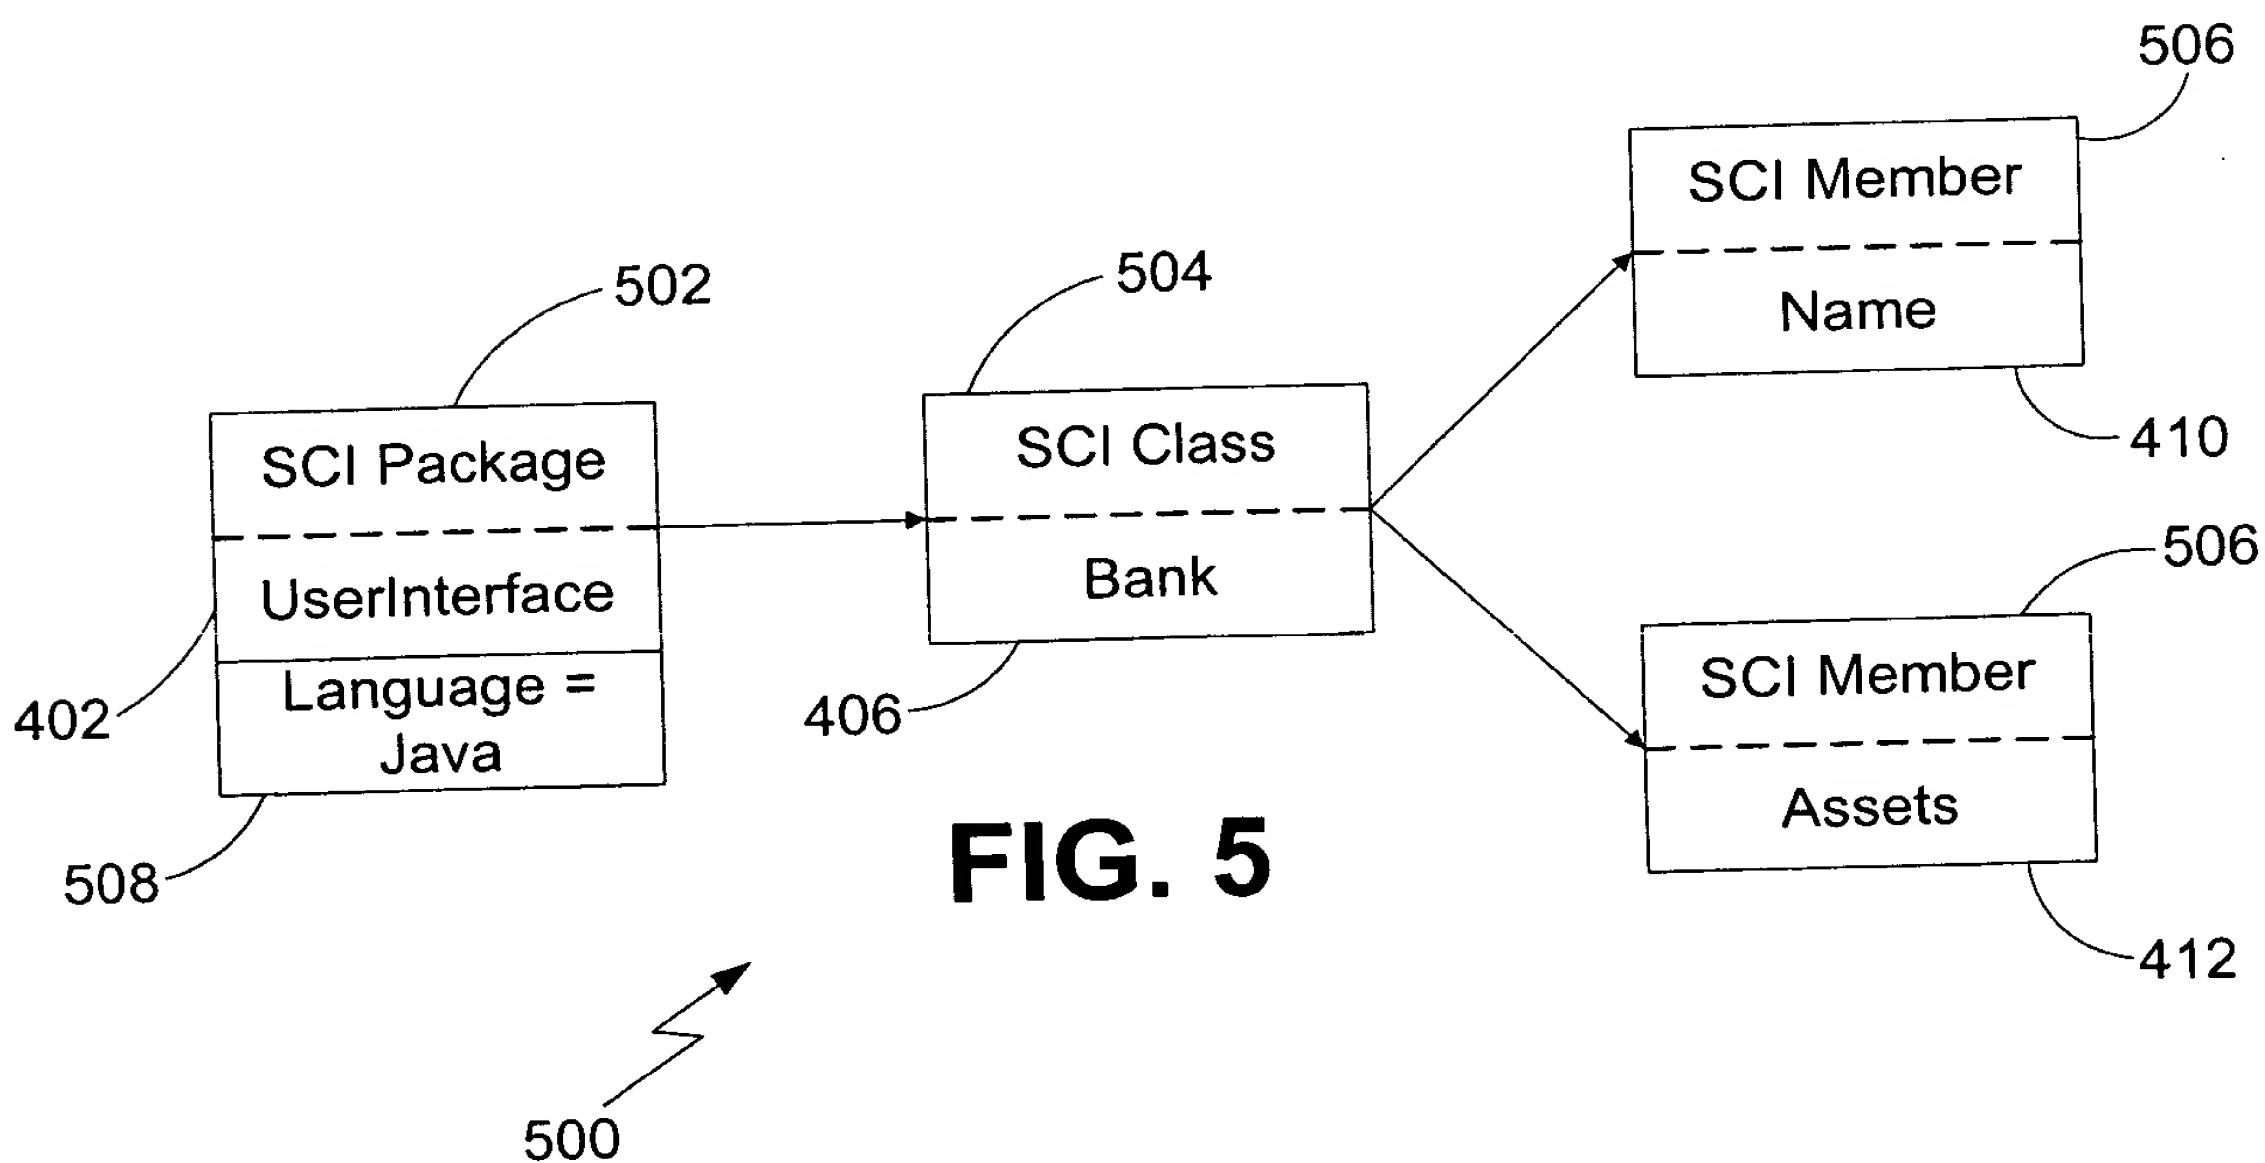 506
SCI Member
Name
410
502
SCI Package
UserInterface
Language =
Java
402
508
504
SCI Class
Bank
406
506
SCI Member
Assets
412
FIG. 5
500